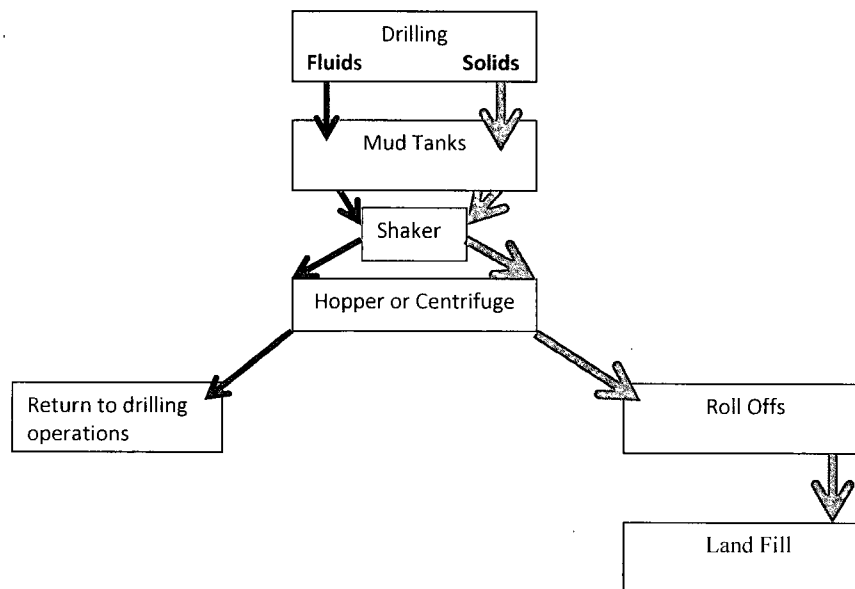 Drilling
Fluids Solids
Mud Tanks
Shaker
Hopper or Centrifuge
Return to drilling
operations
Roll Offs
Land Fill